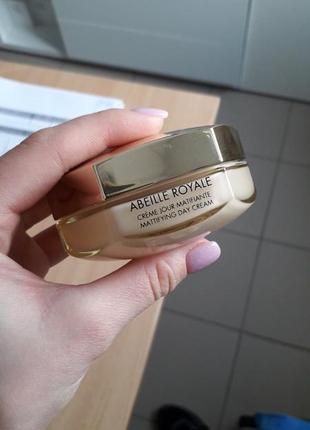 ABEILLE ROYALE
CRÈME JOUR MATIFIANTE
MATTIFYING DAY CREAM